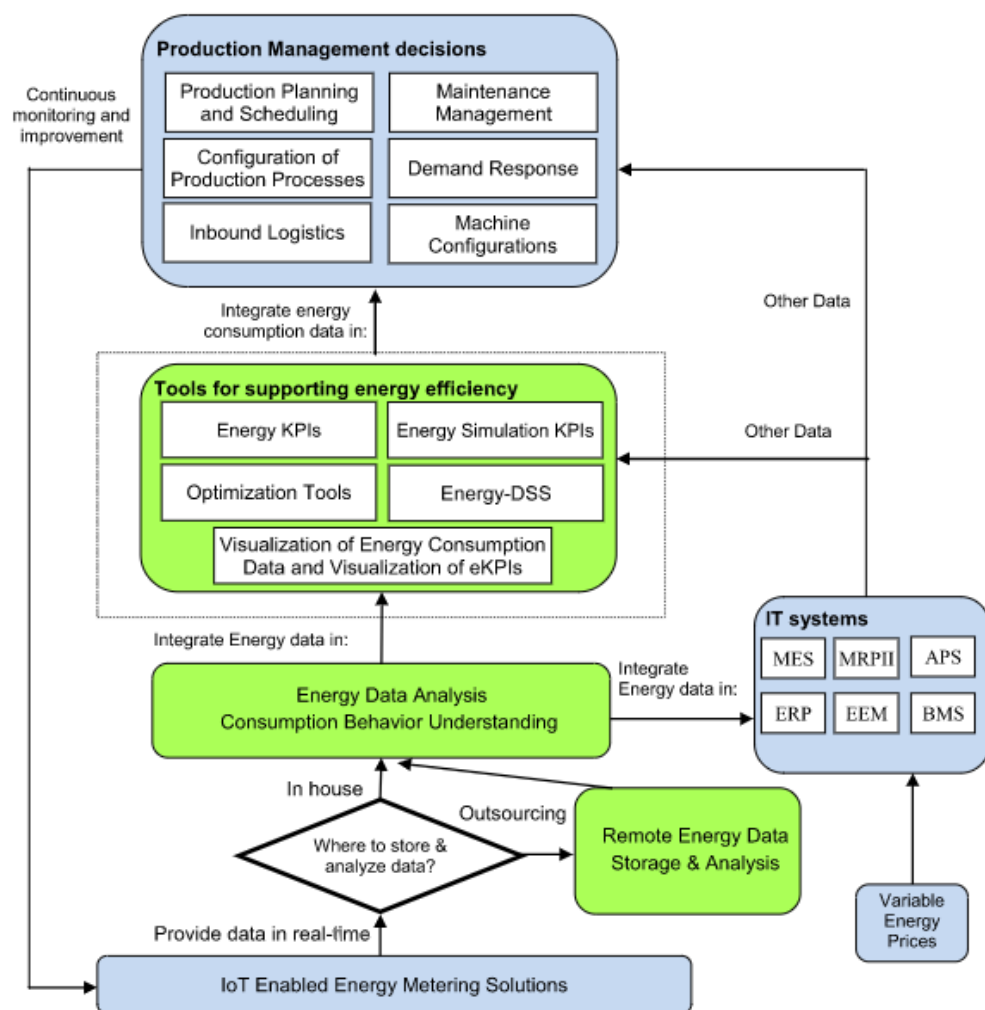 Production Management decisions
Continuous
monitoring and
improvement
Production Planning
and Scheduling
Maintenance
Management
Configuration of
Production Processes
Demand Response
Inbound Logistics
Machine
Configurations
Integrate energy
consumption data in:
Other Data
Tools for supporting energy efficiency
Energy KPIs
Energy Simulation KPIs
Other Data
Optimization Tools
Energy-DSS
Visualization of Energy Consumption
Data and Visualization of eKPIs
Integrate Energy data in:
IT systems
MES
MRPII
APS
ERP
EEM
BMS
Integrate
Energy data in:
Energy Data Analysis
Consumption Behavior Understanding
In house
Outsourcing
Where to store &
analyze data?
Remote Energy Data
Storage & Analysis
Variable
Energy
Prices
Provide data in real-time
IoT Enabled Energy Metering Solutions